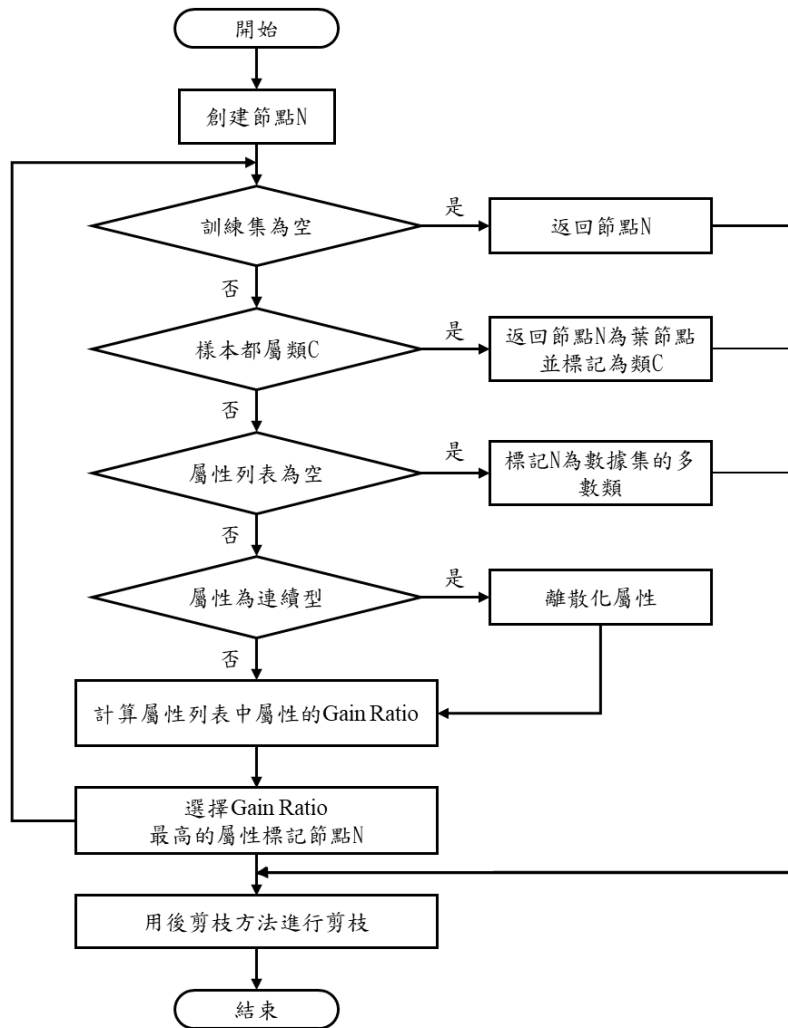 開始
創建節點N
訓練集為空
是
返回節點N
否
樣本都屬類C
是
返回節點N為葉節點
並標記為類C
否
屬性列表為空
是
標記N為數據集的多
數類
否
屬性為連續型
是
離散化屬性
否
計算屬性列表中屬性的Gain Ratio
選擇Gain Ratio
最高的屬性標記節點N
用後剪枝方法進行剪枝
結束